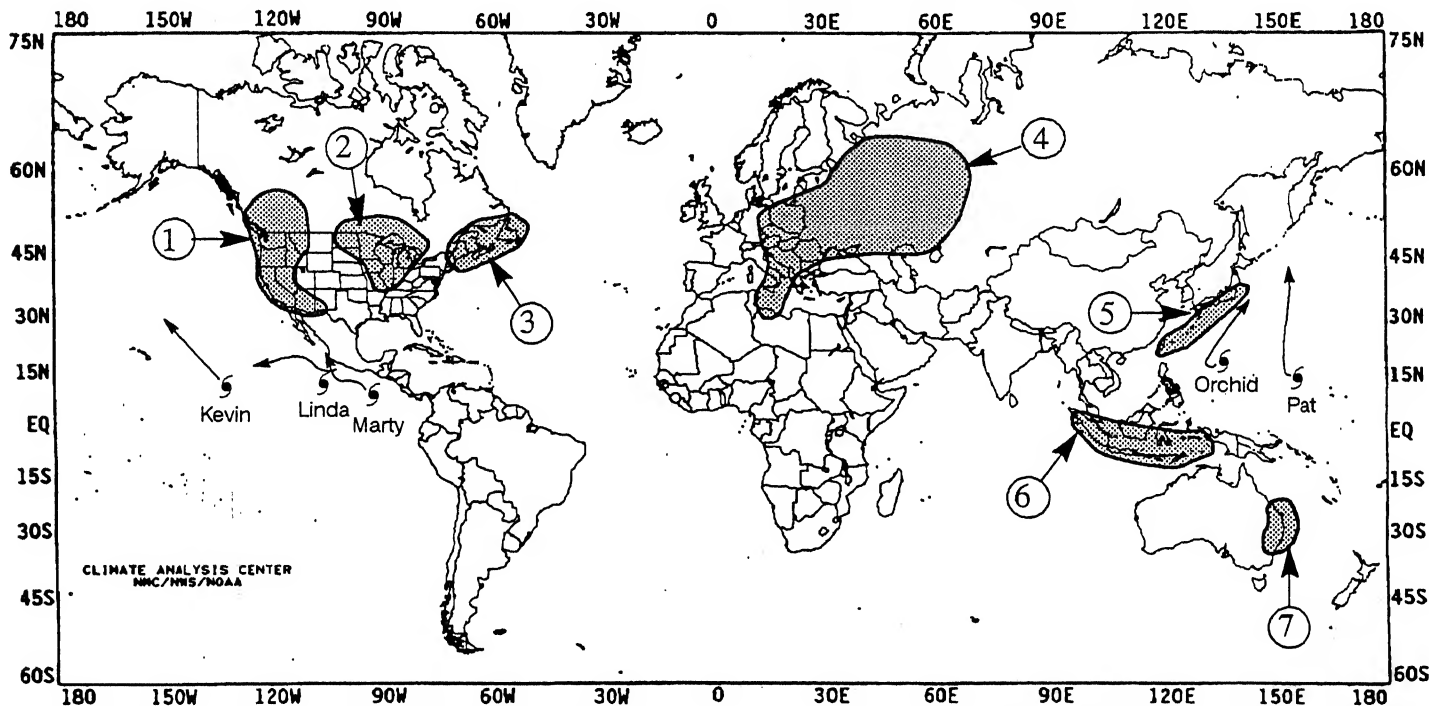 180 150W 120W 90W 60W 30W 0 30E 60E 90E 120E 150E 180
75N 75N
2
4
60N 60N
1
45N 45N
3
5
30N 30N
15N 15N
Kevin Linda Marty Orchid Pat
EQ EQ
6
15S 15S
30S 30S
CLIMATE ANALYSIS CENTER
NMC/NWS/NOAA
45S 45S
7
60S 60S
180 150W 120W 90W 60W 30W 0 30E 60E 90E 120E 150E 180